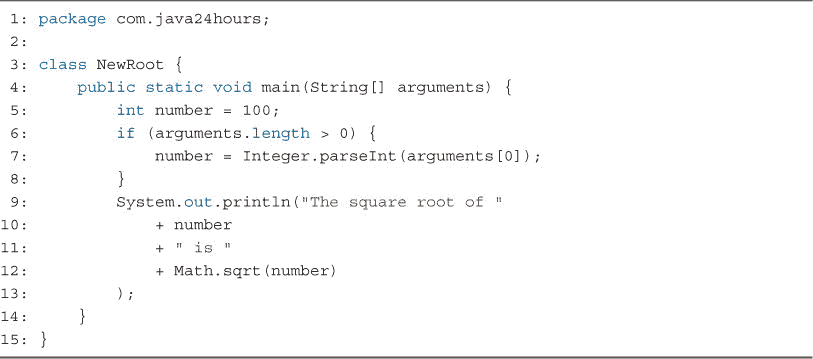 1: package com.java24hours;
2:
3: class NewRoot {
4:     public static void main(String[] arguments) {
5:         int number = 100;
6:         if (arguments.length > 0) {
7:             number = Integer.parseInt(arguments[0]);
8:         }
9:         System.out.println("The square root of "
10:             + number
11:             + " is "
12:             + Math.sqrt(number)
13:         );
14:     }
15: }